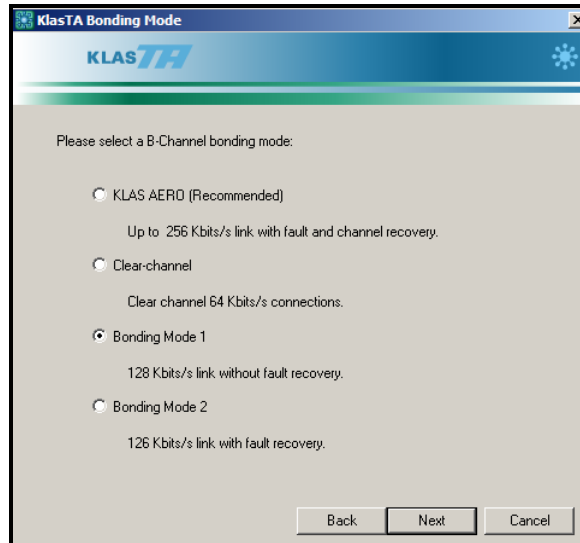 KlasTA Bonding Mode
KLAS TA
Please select a B-Channel bonding mode:
KLAS AERO (Recommended)
Up to 256 Kbits/s link with fault and channel recovery.
Clear-channel
Clear channel 64 Kbits/s connections.
Bonding Mode 1
128 Kbits/s link without fault recovery.
Bonding Mode 2
126 Kbits/s link with fault recovery.
Back Next Cancel